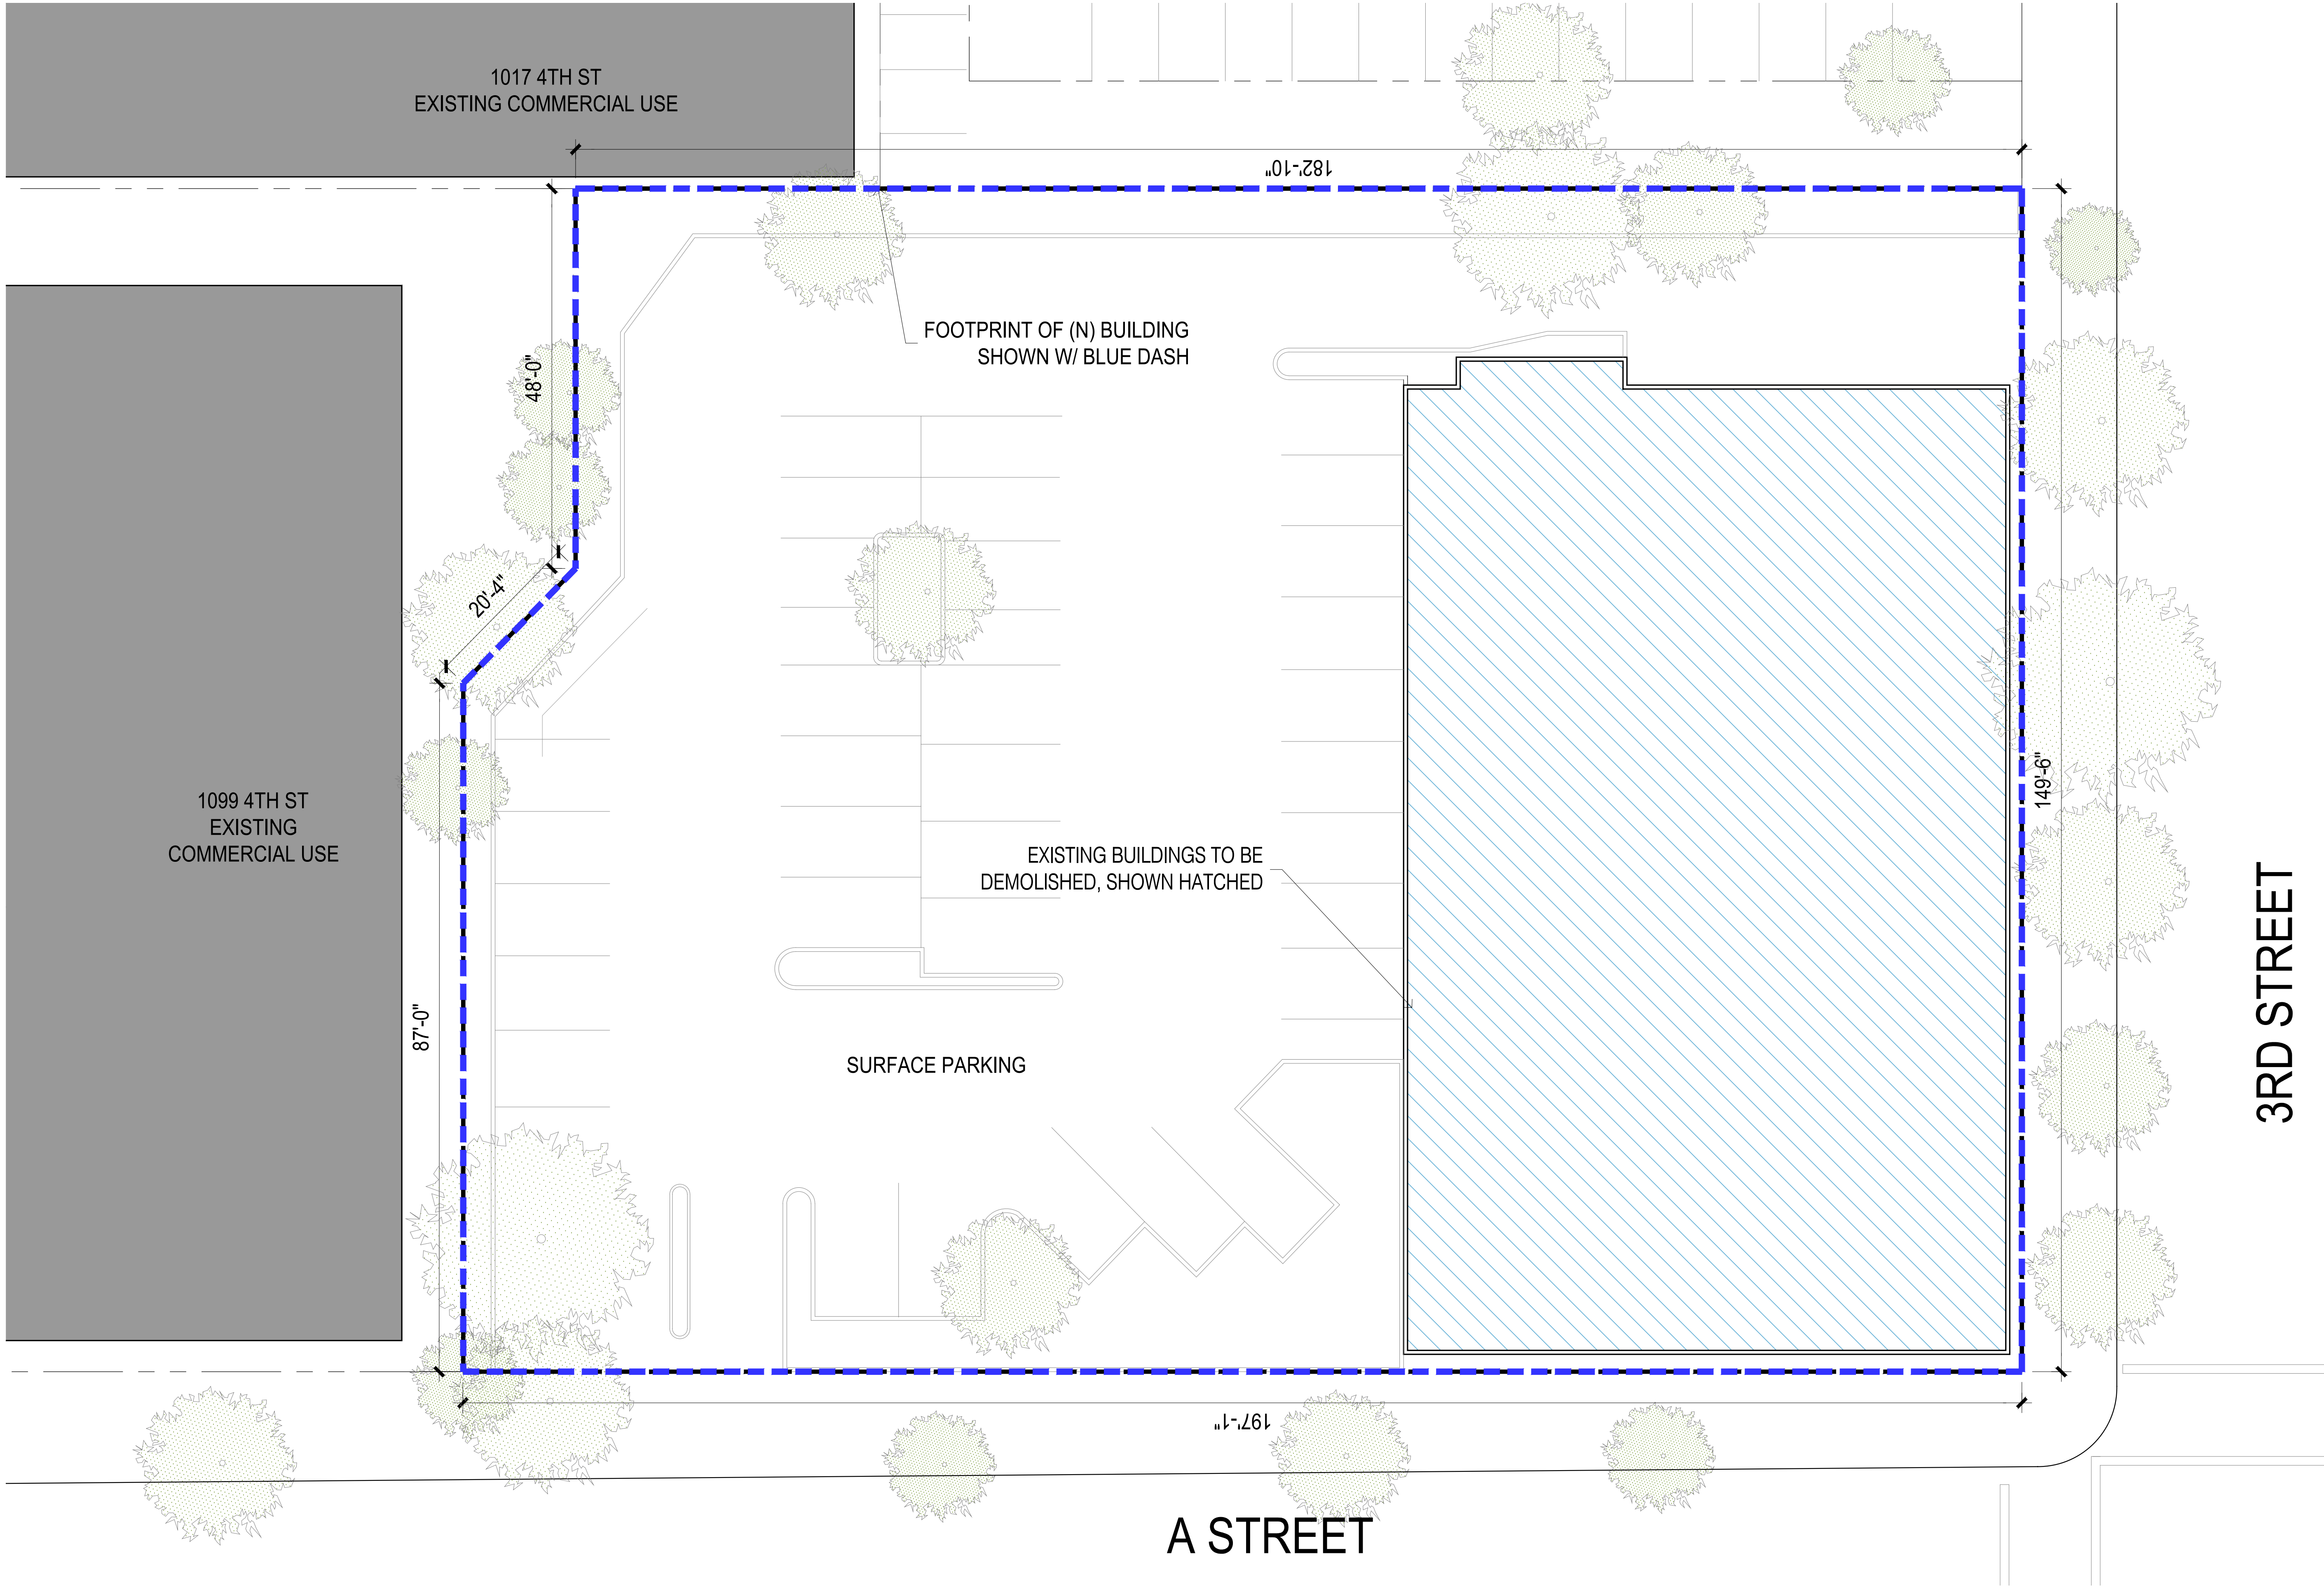 1017 4TH ST
EXISTING COMMERCIAL USE
182'-10"
FOOTPRINT OF (N) BUILDING
SHOWN W/ BLUE DASH
48'-0"
20'-4"
149'-6"
1099 4TH ST
EXISTING
COMMERCIAL USE
EXISTING BUILDINGS TO BE
DEMOLISHED, SHOWN HATCHED
3RD STREET
87'-0"
SURFACE PARKING
197'-1"
A STREET